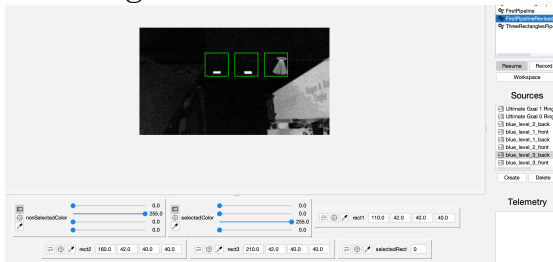 FirstPipeline
FirstPipelineRevised
ThreeRectanglesPip
Resume Record
Workspace
Sources
Ultimate Goal 1 Ring
Ultimate Goal 0 Ring
blue_level_2_back
blue_level_1_front
blue_level_1_back
blue_level_2_front
blue_level_3_back
blue_level_3_front
Create Delete
Telemetry
nonSelectedColor
0.0
255.0
0.0
0.0
selectedColor
0.0
0.0
255.0
0.0
rect1 110.0 42.0 40.0 40.0
rect2 160.0 42.0 40.0 40.0
rect3 210.0 42.0 40.0 40.0
selectedRect 0